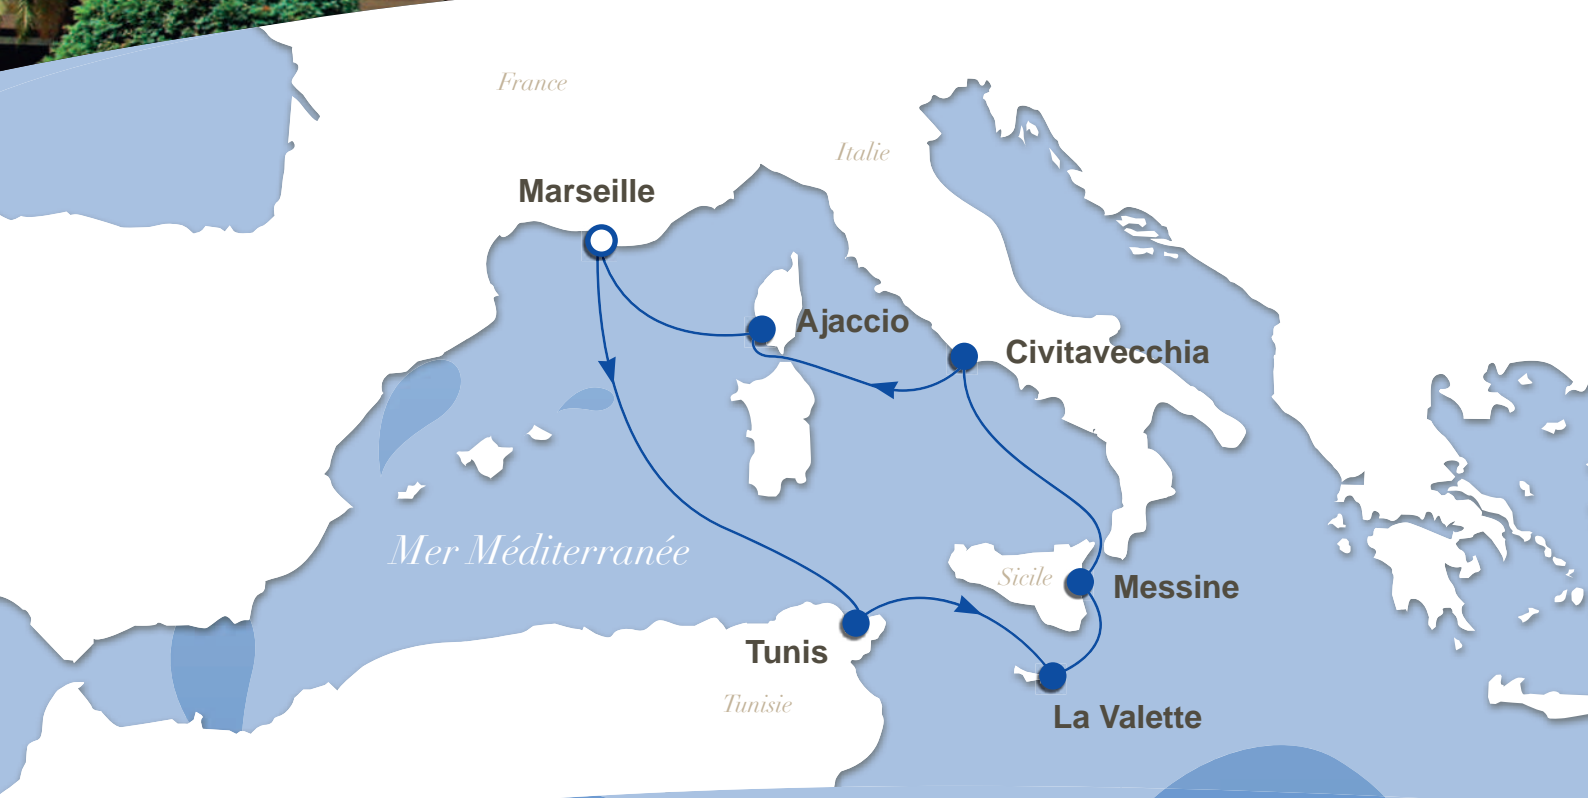 France
Italie
Marseille
Ajaccio
Civitavecchia
Mer Méditerranée
Sicile
Messine
Tunis
Tunisie
La Valette